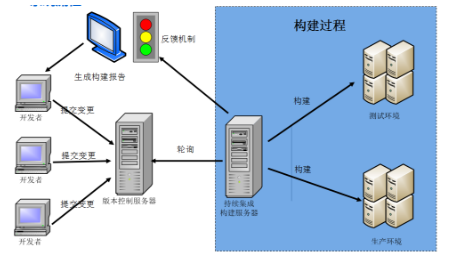 构建过程
反馈机制
生成构建报告
构建
测试环境
开发者
提交变更
提交变更
轮询
开发者
版本控制服务器
持续集成
构建服务器
构建
提交变更
开发者
生产环境